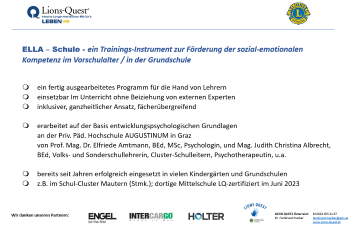 Lions-Quest®
LEBEN
ELLA – Schule - ein Trainings-Instrument zur Förderung der sozial-emotionalen
Kompetenz im Vorschulalter / in der Grundschule
ein fertig ausgearbeitetes Programm für die Hand von Lehrern
einsetzbar im Unterricht ohne Beiziehung von externen Experten
inklusiver, ganzheitlicher Ansatz, fächerübergreifend
erarbeitet auf der Basis entwicklungspsychologischen Grundlagen
an der Priv. Päd. Hochschule AUGUSTINUM in Graz
von Prof. Mag. Dr. Elfriede Amtmann, BEd, MSc, Psychologin, und Mag. Judith Christina Albrecht,
BEd, Volks- und Sonderschullehrerin, Cluster-Schulleitern, Psychotherapeutin, u.a.
bereits seit Jahren erfolgreich eingesetzt in vielen Kindergärten und Grundschulen
z.B. im Schul-Cluster Mautern (Stmk.); dortige Mittelschule LQ-zertifiziert im Juni 2023
Wir danken unseren Partnern:
ENGEL
INTERCARGO
HOLTER
LIONS QUEST
LIONS QUEST Österreich